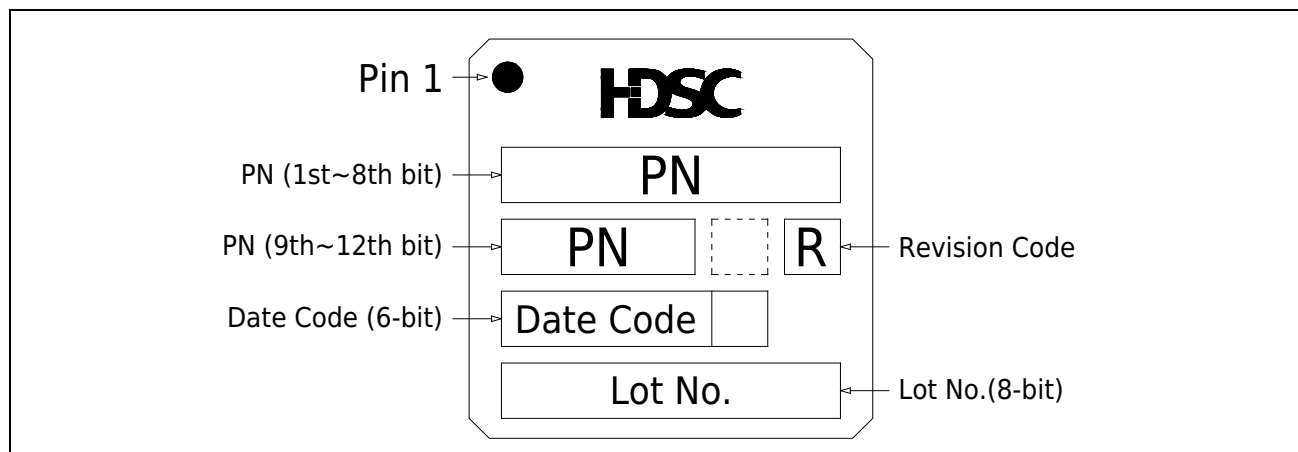 Pin 1
HDSC
PN (1st~8th bit)
PN
PN (9th~12th bit)
PN
R
Revision Code
Date Code (6-bit)
Date Code
Lot No.
Lot No.(8-bit)